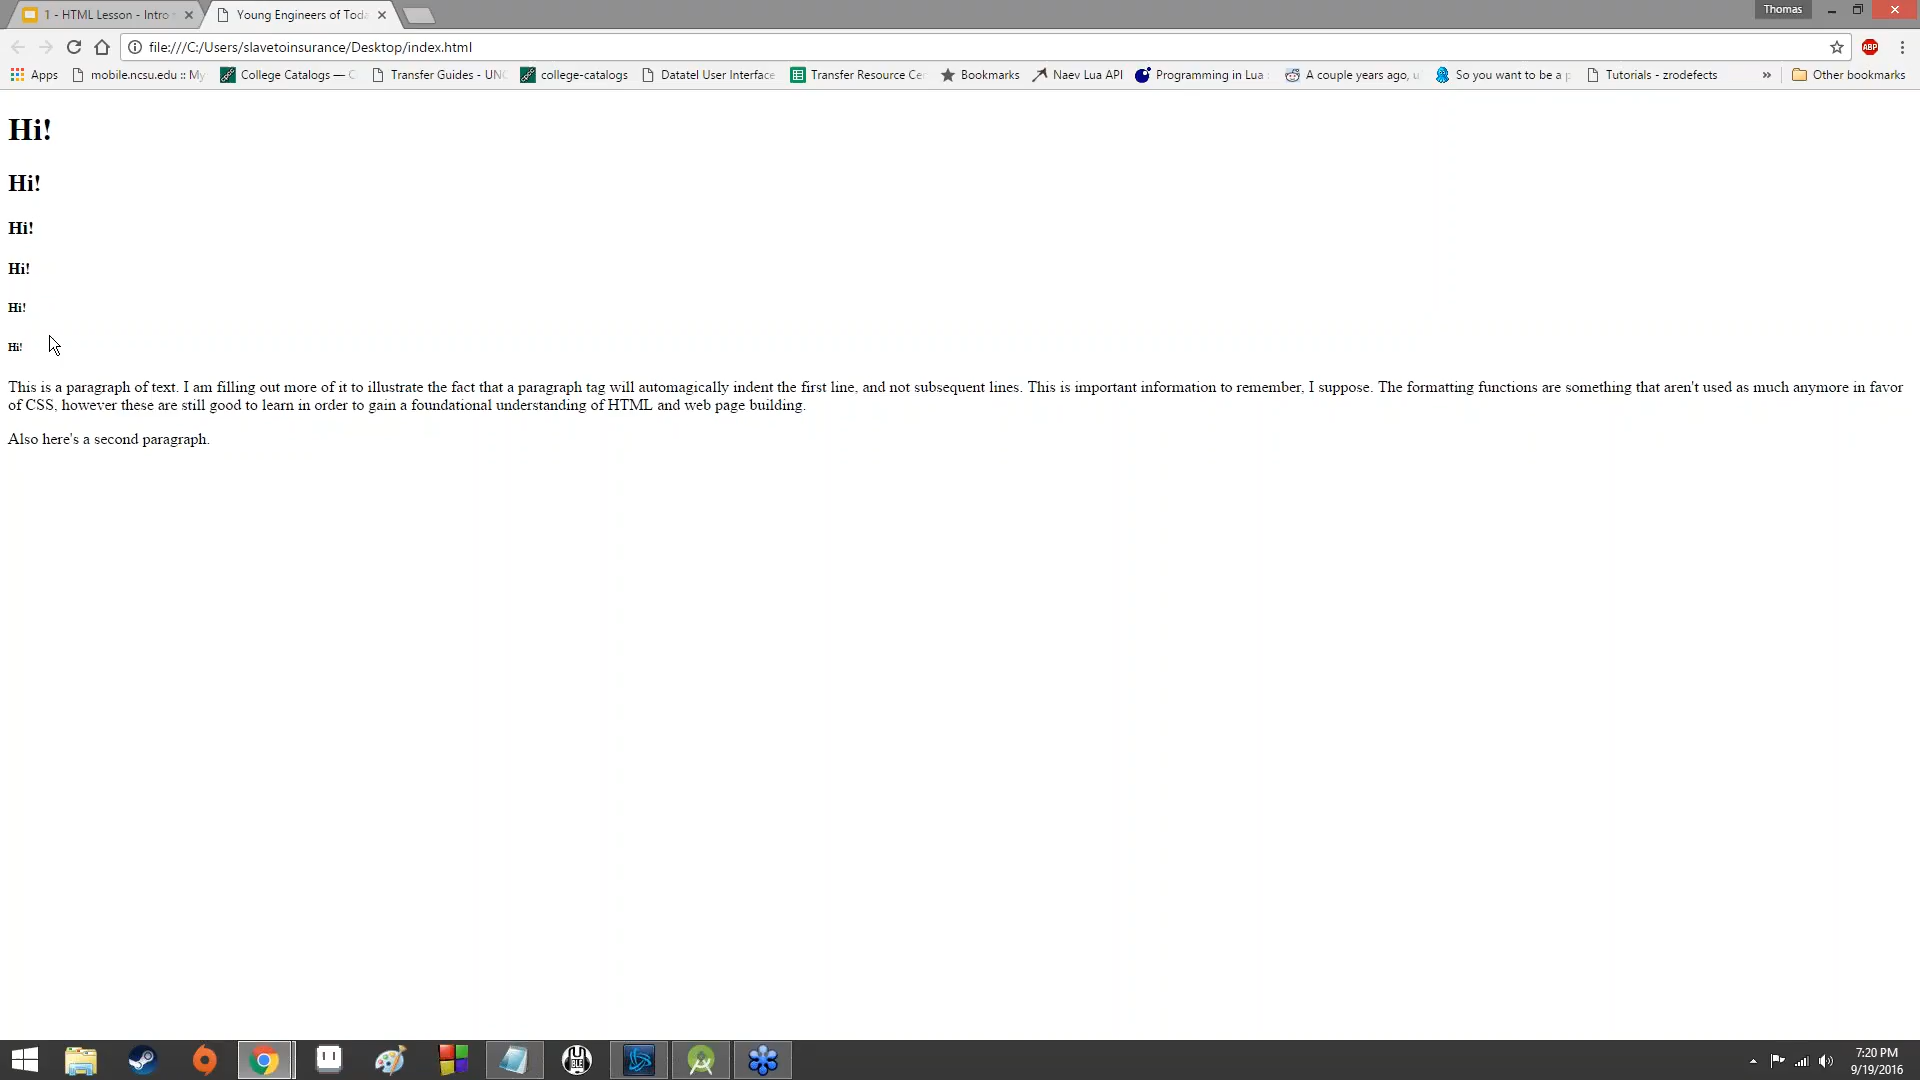 1 - HTML Lesson - Intro
Young Engineers of Toda
Thomas
file:///C:/Users/slavetoinsurance/Desktop/index.html
ABP
Apps
mobile.ncsu.edu :: My
College Catalogs — C
Transfer Guides - UNC
college-catalogs
Datatel User Interface
Transfer Resource Ce
Bookmarks
Naev Lua API
Programming in Lua :
A couple years ago, u
So you want to be a p
Tutorials - zrodefects
»
Other bookmarks
Hi!
Hi!
Hi!
Hi!
Hi!
Hi!
This is a paragraph of text. I am filling out more of it to illustrate the fact that a paragraph tag will automagically indent the first line, and not subsequent lines. This is important information to remember, I suppose. The formatting functions are something that aren't used as much anymore in favor
of CSS, however these are still good to learn in order to gain a foundational understanding of HTML and web page building.
Also here's a second paragraph.
7:20 PM
9/19/2016